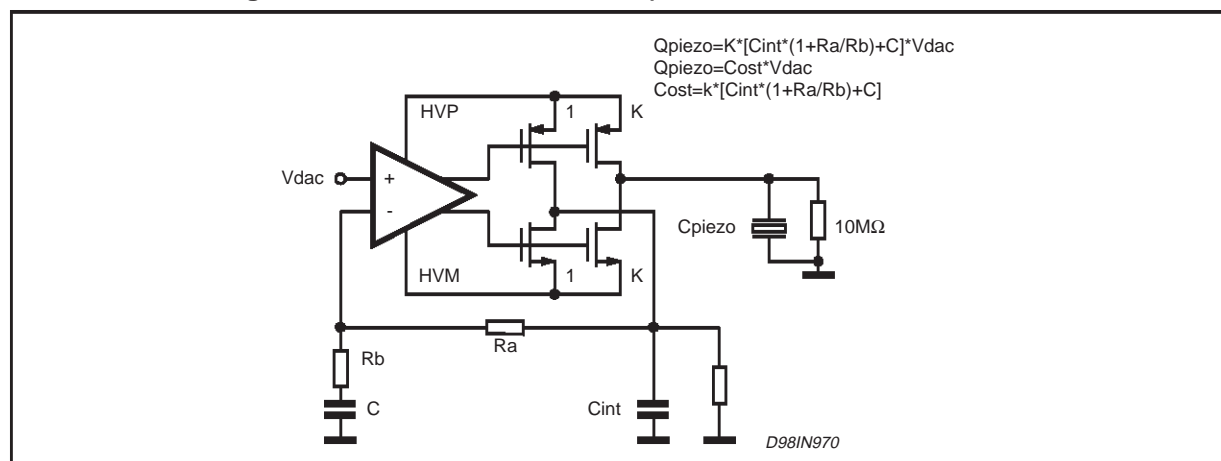 Qpiezo=K*[Cint*(1+Ra/Rb)+C]*Vdac
Qpiezo=Cost*Vdac
Cost=k*[Cint*(1+Ra/Rb)+C]
HVP
1
K
Vdac
+
-
Cpiezo
10MΩ
HVM
1
K
Rb
Ra
C
Cint
D98IN970